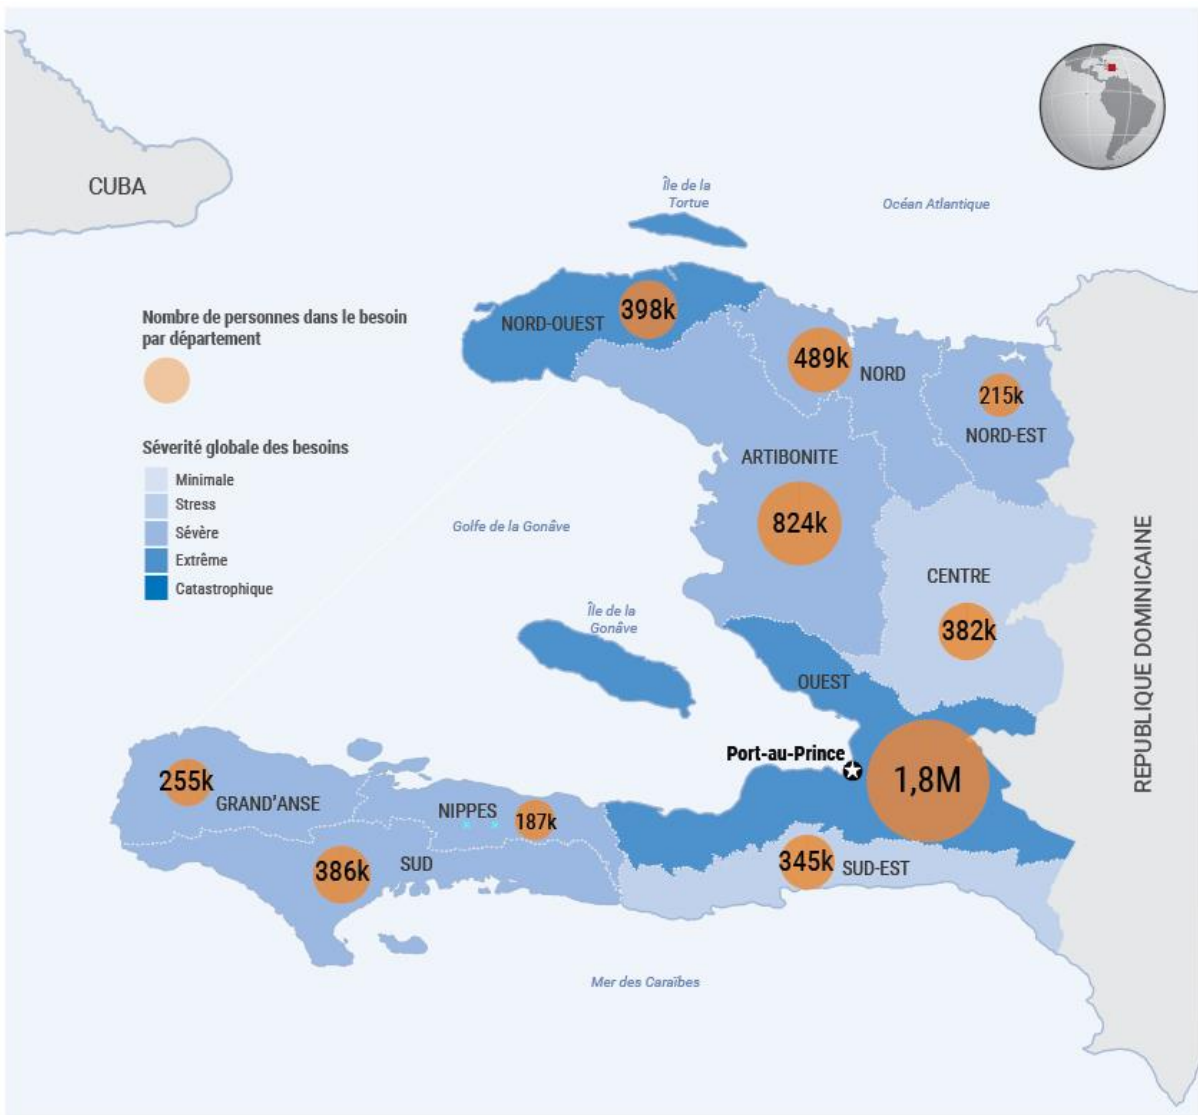 CUBA
Île de la
Tortue
Océan Atlantique
Nombre de personnes dans le besoin
par département
NORD-OUEST
398k
489k
NORD
215k
NORD-EST
Séverité globale des besoins
Minimale
Stress
Sévère
Extrême
Catastrophique
ARTIBONITE
824k
Golfe de la Gonâve
CENTRE
382k
REPUBLIQUE DOMINICAINE
Île de la
Gonâve
OUEST
Port-au-Prince
1,8M
255k
GRAND'ANSE
NIPPES
187k
386k
SUD
345k
SUD-EST
Mer des Caraïbes